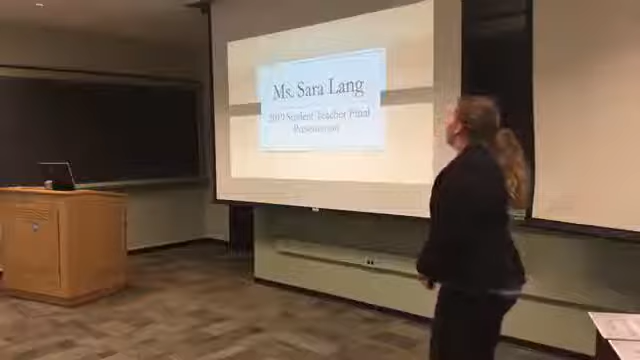 Ms. Sara Lang
2019 Student Teacher Final
Presentation